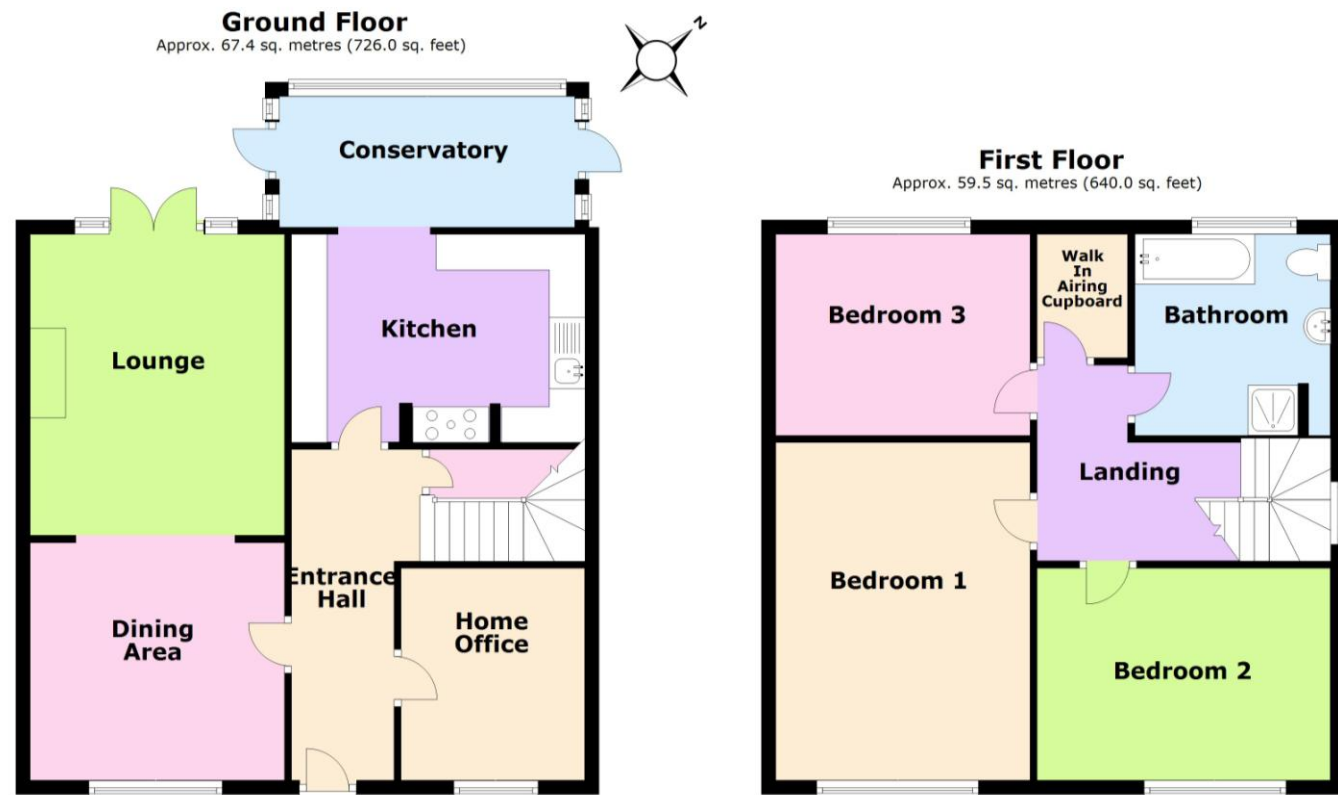 Ground Floor
Approx. 67.4 sq. metres (726.0 sq. feet)
N
Conservatory
Kitchen
Lounge
Entrance
Hall
Dining
Area
Home
Office
First Floor
Approx. 59.5 sq. metres (640.0 sq. feet)
Walk
In
Airing
Cupboard
Bedroom 3
Bathroom
Landing
Bedroom 1
Bedroom 2